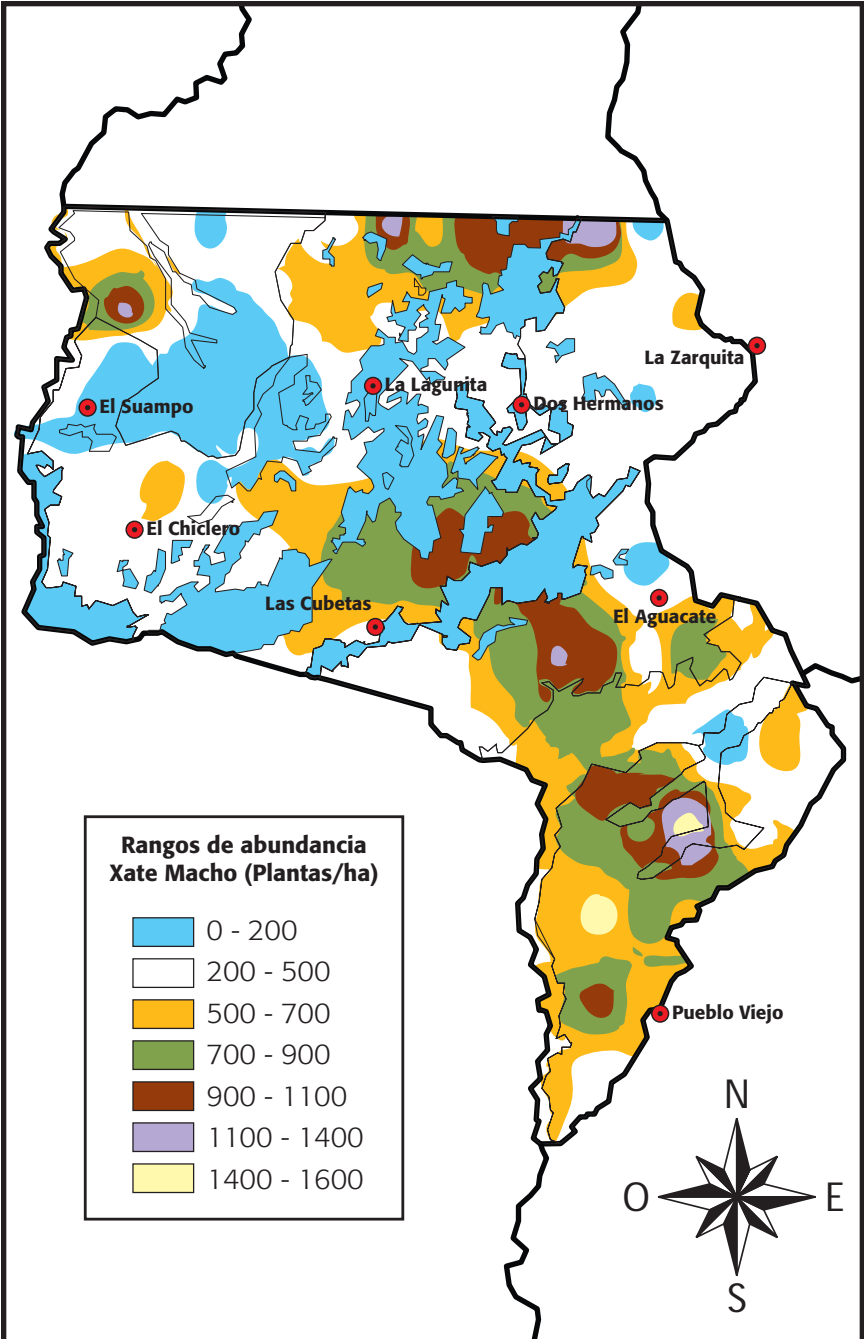 La Zarquita
La Lagunita
El Suampo
Dos Hermanos
El Chiclero
Las Cubetas
El Aguacate
Rangos de abundancia
Xate Macho (Plantas/ha)
0 - 200
200 - 500
500 - 700
700 - 900
900 - 1100
1100 - 1400
1400 - 1600
Pueblo Viejo
N
O
E
S